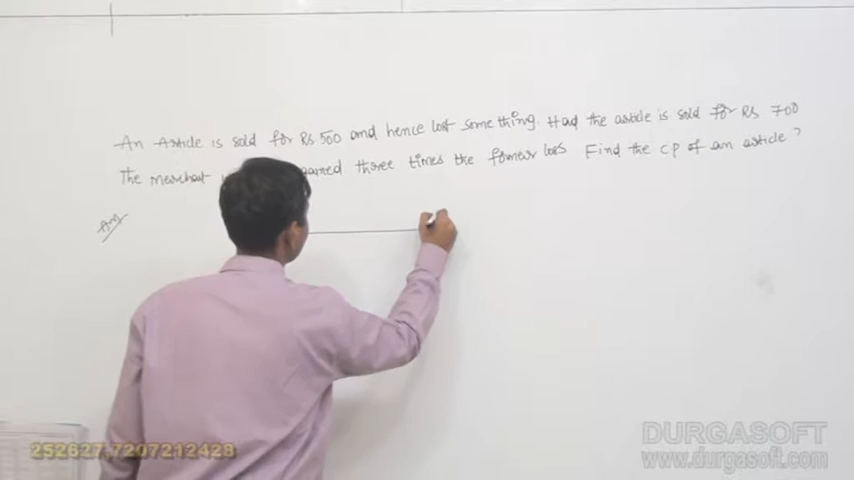 An Article is sold for Rs 500 and hence lost something. Had the article is sold for Rs 700
The merchant three times the former loss Find the CP of an article?
Ans
252627,7207212428
DURGASOFT
www.durgasoft.com